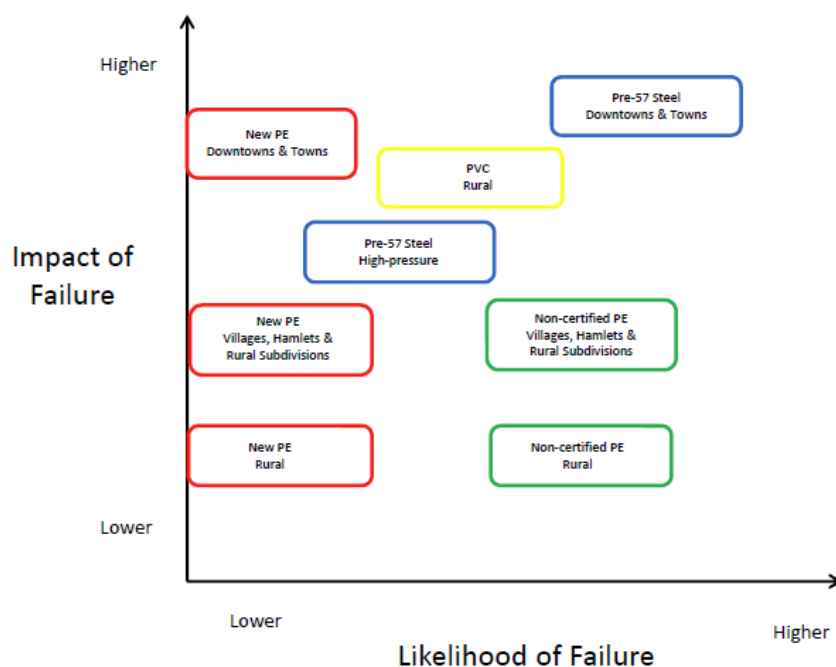 Higher
Pre-57 Steel
Downtowns & Towns
New PE
Downtowns & Towns
PVC
Rural
Pre-57 Steel
High-pressure
Impact of
Failure
New PE
Villages, Hamlets &
Rural Subdivisions
Non-certified PE
Villages, Hamlets &
Rural Subdivisions
New PE
Rural
Non-certified PE
Rural
Lower
Lower
Higher
Likelihood of Failure